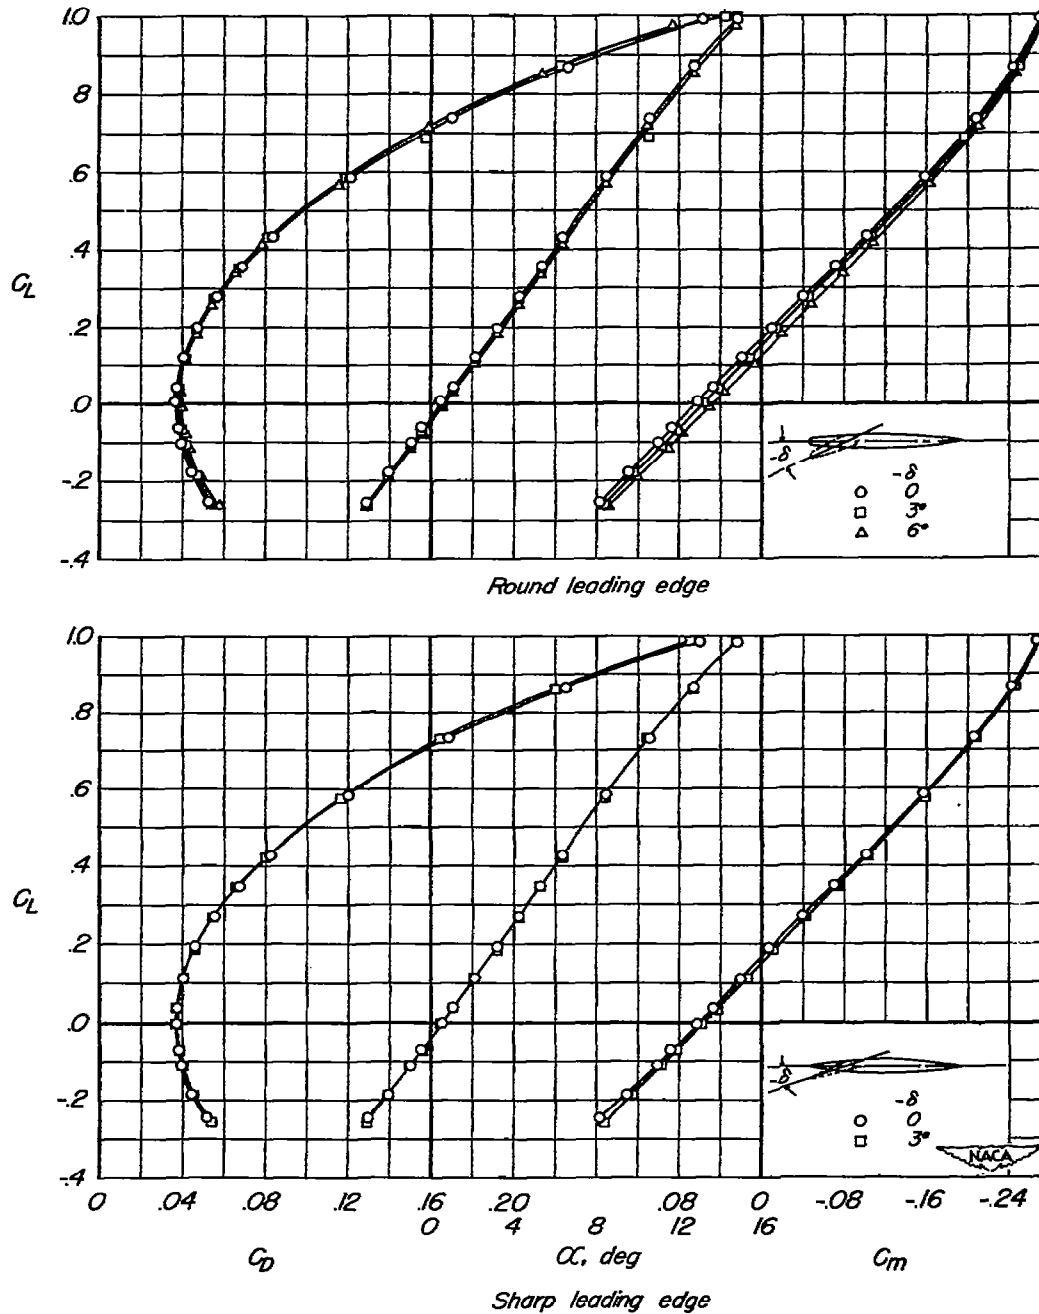 1.0
.8
.6
.4
C_L
.2
.0
-.2
-.4
-δ
-δ
○ 0
□ 3°
△ 6°
Round leading edge
1.0
.8
.6
.4
C_L
.2
.0
-.2
-.4
-δ
-δ
○ 0
□ 3°
NACA
0 .04 .08 .12 .16 .08 0 -.08 -.16 -.24
0 4 8 12 16
C_D α, deg C_m
Sharp leading edge